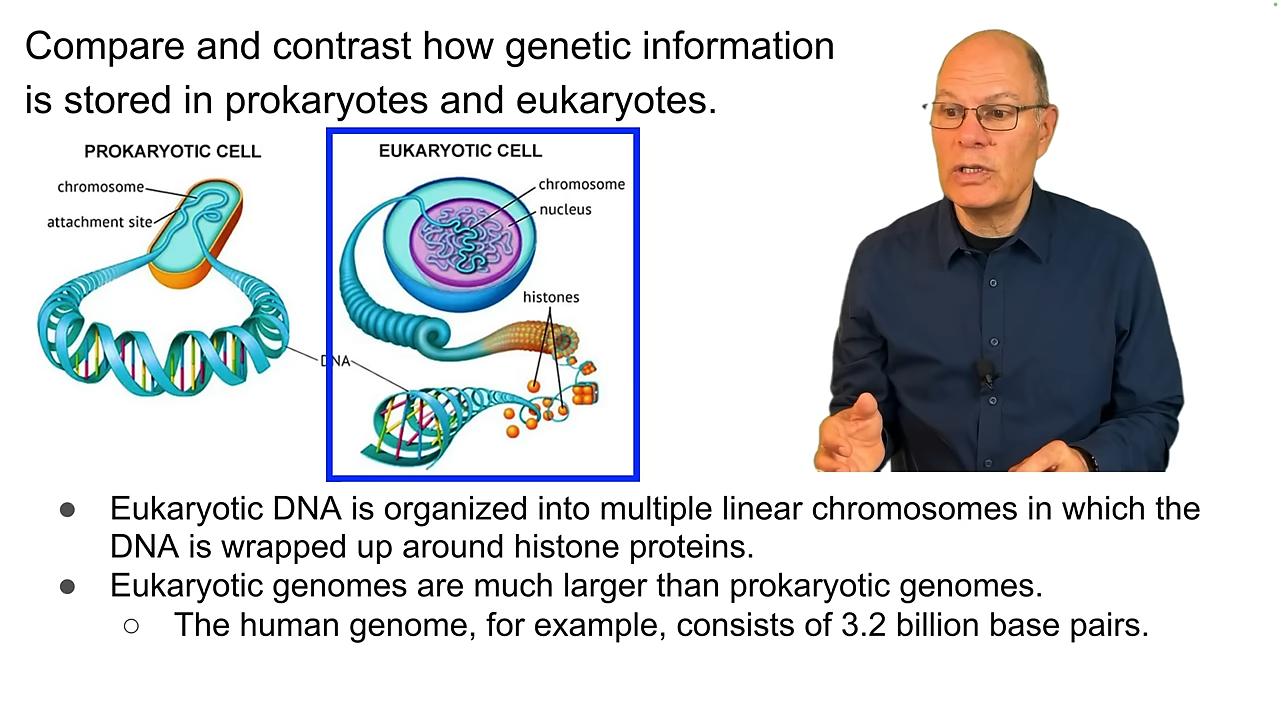 Compare and contrast how genetic information
is stored in prokaryotes and eukaryotes.
PROKARYOTIC CELL
chromosome
attachment site
EUKARYOTIC CELL
chromosome
nucleus
histones
DNA
● Eukaryotic DNA is organized into multiple linear chromosomes in which the
DNA is wrapped up around histone proteins.
● Eukaryotic genomes are much larger than prokaryotic genomes.
○ The human genome, for example, consists of 3.2 billion base pairs.